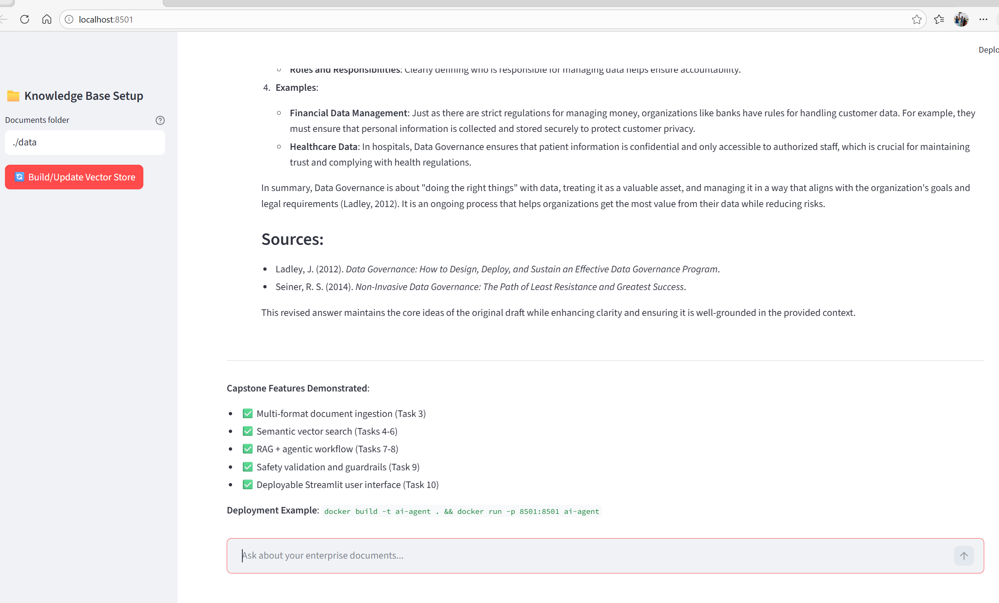 localhost:8501
Deplo
Knowledge Base Setup
Documents folder
./data
Build/Update Vector Store
Roles and Responsibilities: Clearly defining who is responsible for managing data helps ensure accountability.
4. Examples:
Financial Data Management: Just as there are strict regulations for managing money, organizations like banks have rules for handling customer data. For example, they
must ensure that personal information is collected and stored securely to protect customer privacy.
Healthcare Data: In hospitals, Data Governance ensures that patient information is confidential and only accessible to authorized staff, which is crucial for maintaining
trust and complying with health regulations.
In summary, Data Governance is about "doing the right things" with data, treating it as a valuable asset, and managing it in a way that aligns with the organization's goals and
legal requirements (Ladley, 2012). It is an ongoing process that helps organizations get the most value from their data while reducing risks.
Sources:
Ladley, J. (2012). Data Governance: How to Design, Deploy, and Sustain an Effective Data Governance Program.
Seiner, R. S. (2014). Non-Invasive Data Governance: The Path of Least Resistance and Greatest Success.
This revised answer maintains the core ideas of the original draft while enhancing clarity and ensuring it is well-grounded in the provided context.
Capstone Features Demonstrated:
✅ Multi-format document ingestion (Task 3)
✅ Semantic vector search (Tasks 4-6)
✅ RAG + agentic workflow (Tasks 7-8)
✅ Safety validation and guardrails (Task 9)
✅ Deployable Streamlit user interface (Task 10)
Deployment Example: docker build -t ai-agent . && docker run -p 8501:8501 ai-agent
Ask about your enterprise documents...